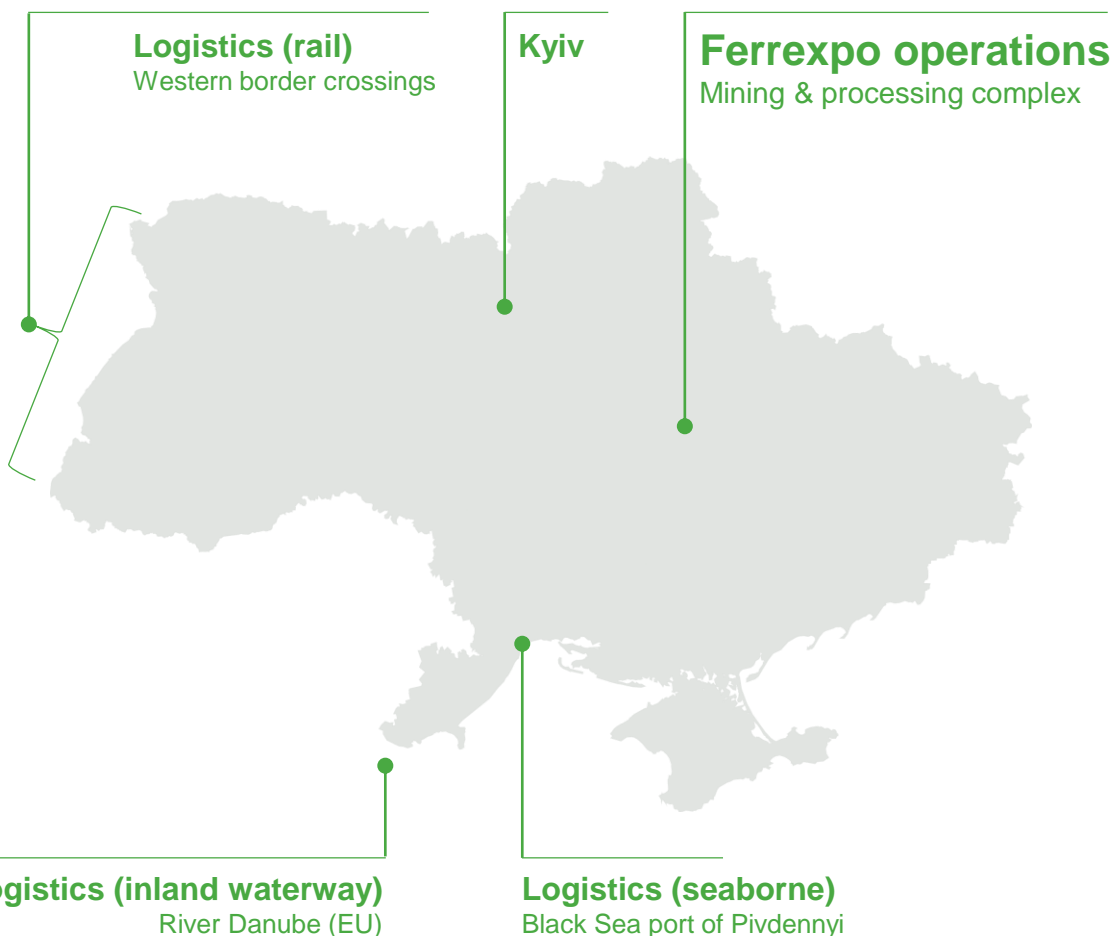 Logistics (rail)
Western border crossings
Kyiv
Ferrexpo operations
Mining & processing complex
ogistics (inland waterway)
River Danube (EU)
Logistics (seaborne)
Black Sea port of Pivdennyi